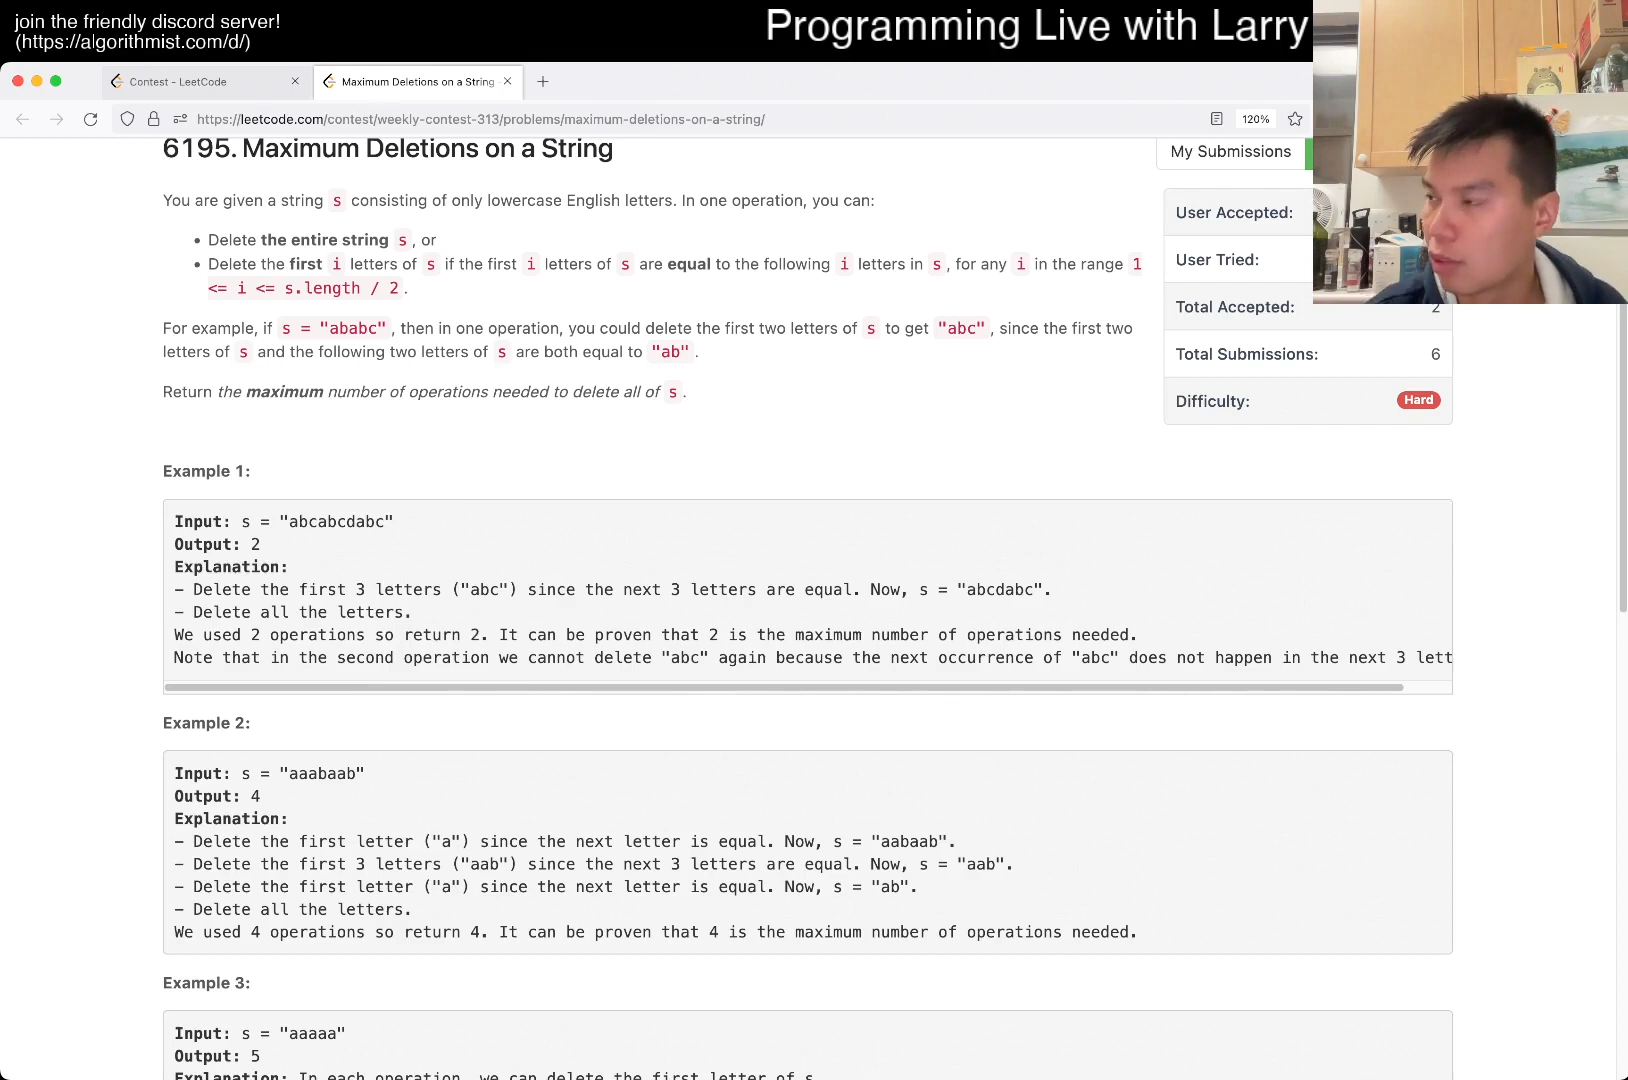 join the friendly discord server!
(https://algorithmist.com/d/)
Programming Live with Larry
Contest - LeetCode
Maximum Deletions on a String
https://leetcode.com/contest/weekly-contest-313/problems/maximum-deletions-on-a-string/
120%
6195. Maximum Deletions on a String
My Submissions
You are given a string s consisting of only lowercase English letters. In one operation, you can:
• Delete the entire string s, or
• Delete the first i letters of s if the first i letters of s are equal to the following i letters in s, for any i in the range 1
<= i <= s.length / 2.
For example, if s = "ababc", then in one operation, you could delete the first two letters of s to get "abc", since the first two
letters of s and the following two letters of s are both equal to "ab".
Return the maximum number of operations needed to delete all of s.
User Accepted:
User Tried:
Total Accepted: 2
Total Submissions: 6
Difficulty: Hard
Example 1:
Input: s = "abcabcdabc"
Output: 2
Explanation:
- Delete the first 3 letters ("abc") since the next 3 letters are equal. Now, s = "abcdabc".
- Delete all the letters.
We used 2 operations so return 2. It can be proven that 2 is the maximum number of operations needed.
Note that in the second operation we cannot delete "abc" again because the next occurrence of "abc" does not happen in the next 3 lett
Example 2:
Input: s = "aaabaab"
Output: 4
Explanation:
- Delete the first letter ("a") since the next letter is equal. Now, s = "aabaab".
- Delete the first 3 letters ("aab") since the next 3 letters are equal. Now, s = "aab".
- Delete the first letter ("a") since the next letter is equal. Now, s = "ab".
- Delete all the letters.
We used 4 operations so return 4. It can be proven that 4 is the maximum number of operations needed.
Example 3:
Input: s = "aaaaa"
Output: 5
Explanation: In each operation, we can delete the first letter of s.